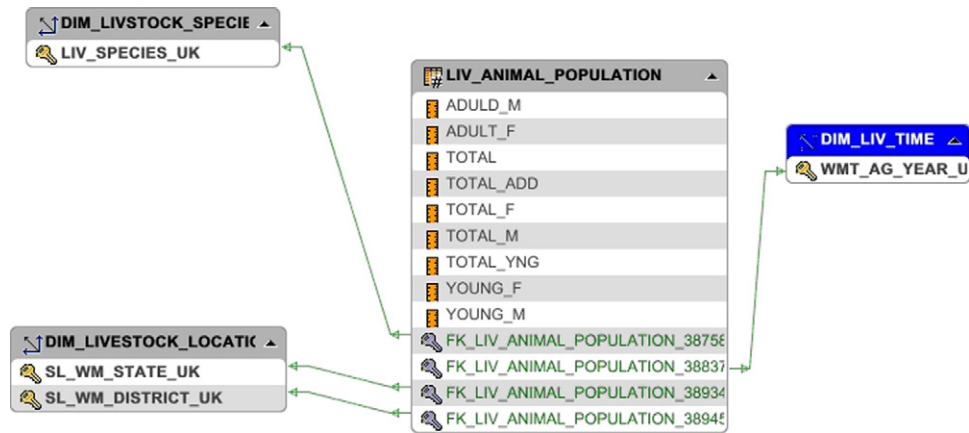 DIM_LIVSTOCK_SPECIE
LIV_SPECIES_UK
LIV_ANIMAL_POPULATION
ADULD_M
ADULT_F
TOTAL
TOTAL_ADD
TOTAL_F
TOTAL_M
TOTAL_YNG
YOUNG_F
YOUNG_M
FK_LIV_ANIMAL_POPULATION_38758
FK_LIV_ANIMAL_POPULATION_38837
FK_LIV_ANIMAL_POPULATION_38934
FK_LIV_ANIMAL_POPULATION_38945
DIM_LIV_TIME
WMT_AG_YEAR_U
DIM_LIVESTOCK_LOCATIC
SL_WM_STATE_UK
SL_WM_DISTRICT_UK